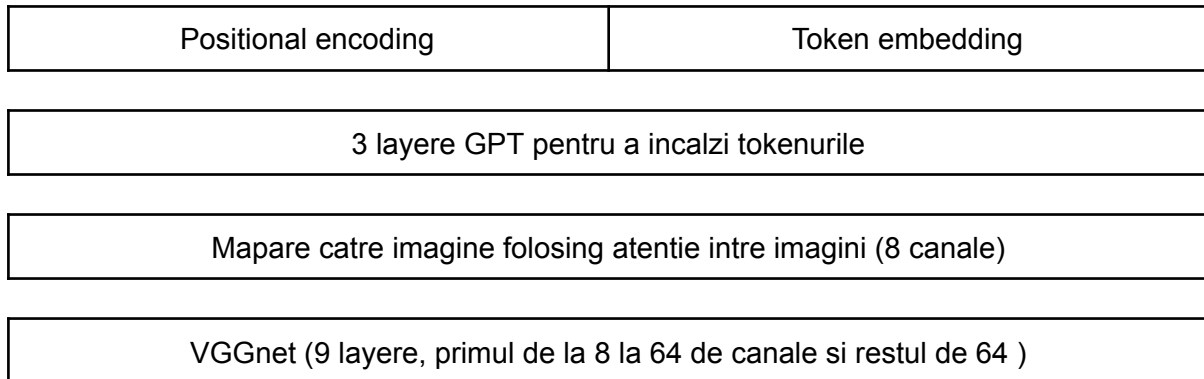 Positional encoding
Token embedding
3 layere GPT pentru a incalzi tokenurile
Mapare catre imagine folosing atentie intre imagini (8 canale)
VGGnet (9 layere, primul de la 8 la 64 de canale si restul de 64 )